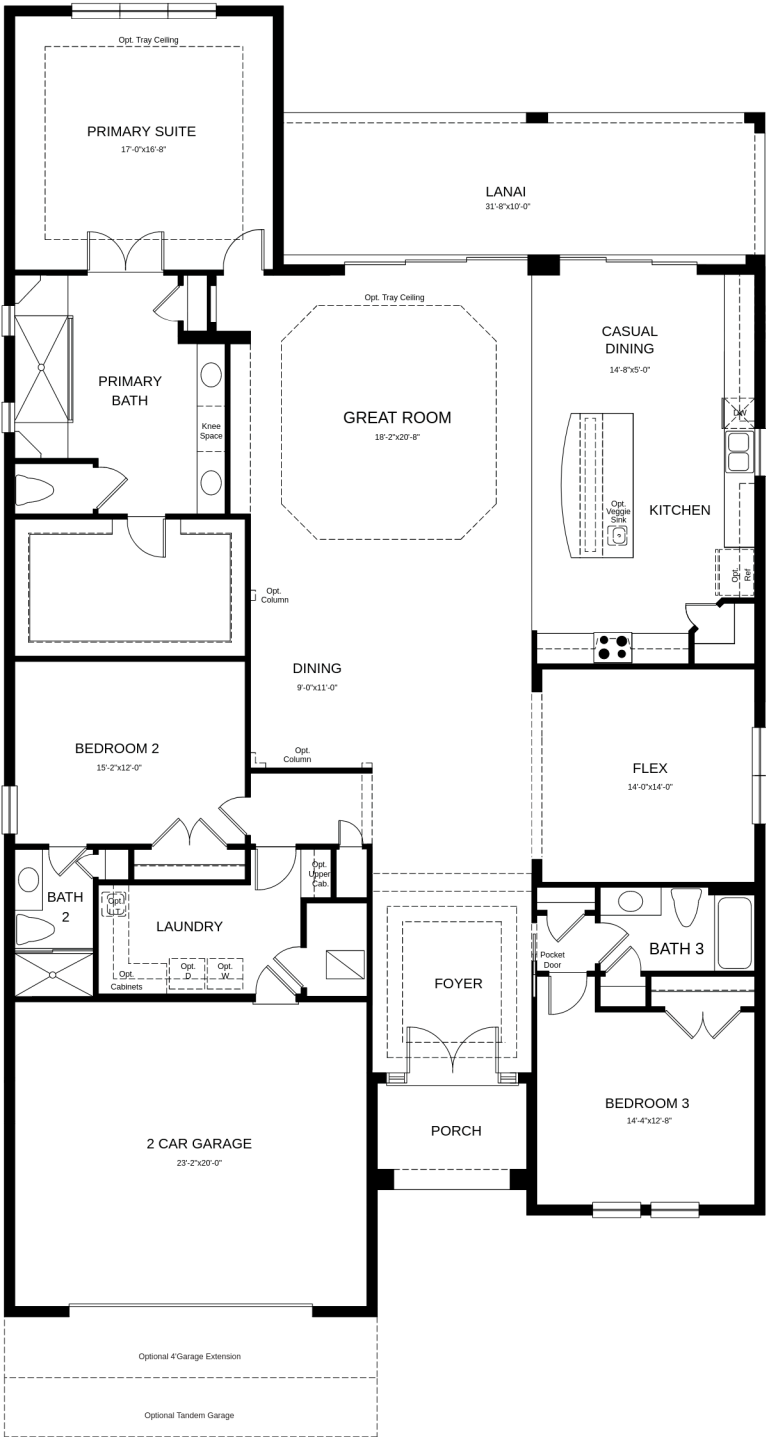 Opt. Tray Ceiling
PRIMARY SUITE
17'-0"x16'-8"
LANAI
31'-8"x10'-0"
Opt. Tray Ceiling
CASUAL
DINING
14'-8"x5'-0"
PRIMARY
BATH
GREAT ROOM
18'-2"x20'-8"
DW
Knee
Space
Opt.
Veggie
Sink
KITCHEN
Opt.
Ref
Opt.
Column
DINING
9'-0"x11'-0"
BEDROOM 2
15'-2"x12'-0"
Opt.
Column
FLEX
14'-0"x14'-0"
Opt.
Upper
Cab.
BATH
2
Opt.
LT
LAUNDRY
BATH 3
Pocket
Door
Opt.
Cabinets
Opt.
D
Opt.
W
FOYER
BEDROOM 3
14'-4"x12'-8"
PORCH
2 CAR GARAGE
23'-2"x20'-0"
Optional 4'Garage Extension
Optional Tandem Garage